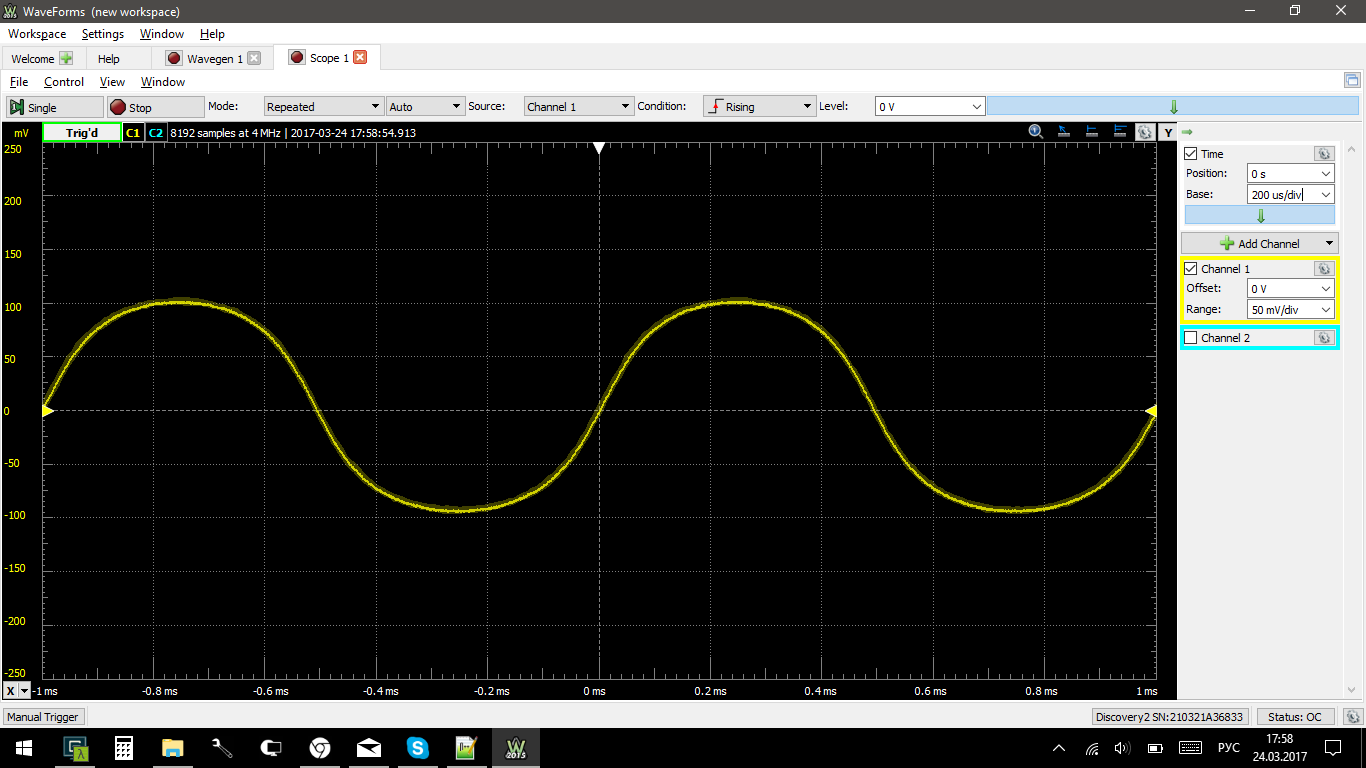 WaveForms (new workspace)
Workspace Settings Window Help
Welcome Help Wavegen 1 Scope 1
File Control View Window
Single Stop Mode: Repeated Auto Source: Channel 1 Condition: Rising Level: 0 V
mV Trig'd C1 C2 8192 samples at 4 MHz | 2017-03-24 17:58:54.913 Y
250
200
150
100
50
0
-50
-100
-150
-200
-250
X -1 ms -0.8 ms -0.6 ms -0.4 ms -0.2 ms 0 ms 0.2 ms 0.4 ms 0.6 ms 0.8 ms 1 ms
Time
Position: 0 s
Base: 200 us/div
Add Channel
Channel 1
Offset: 0 V
Range: 50 mV/div
Channel 2
Manual Trigger Discovery2 SN:210321A36833 Status: OC
2015
РУС 17:58
24.03.2017